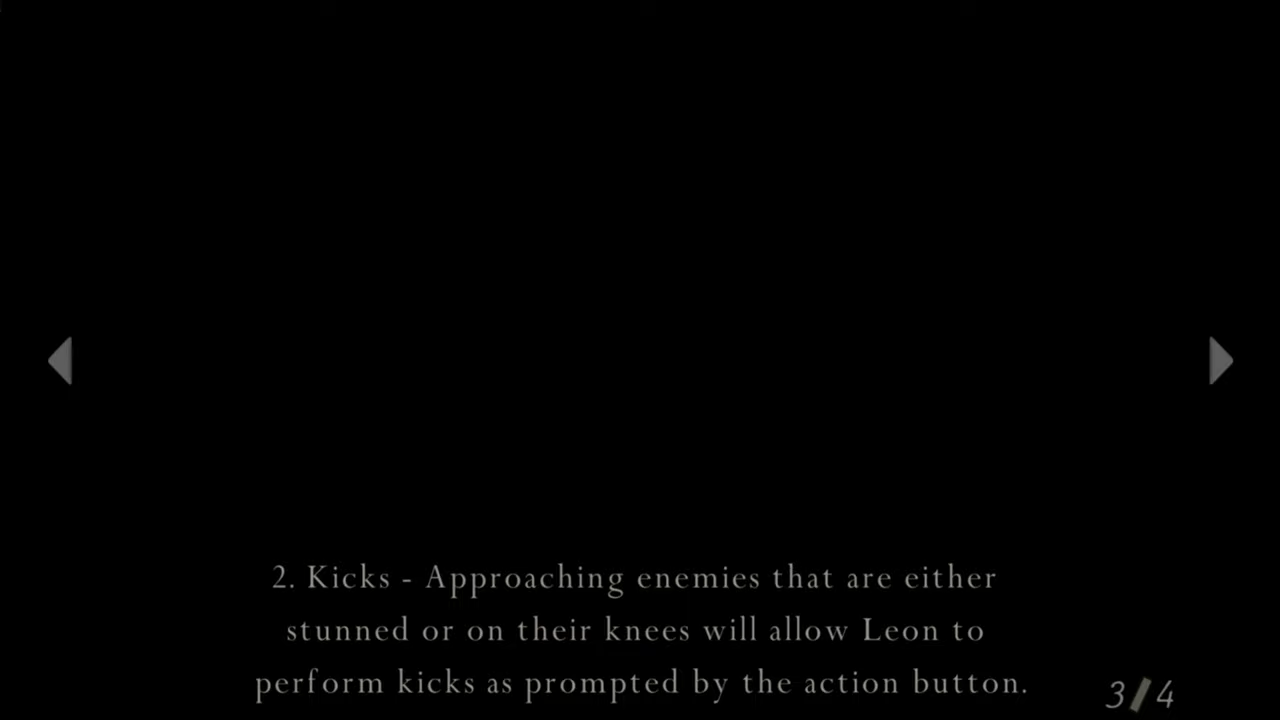 2. Kicks - Approaching enemies that are either
stunned or on their knees will allow Leon to
perform kicks as prompted by the action button.
3/4